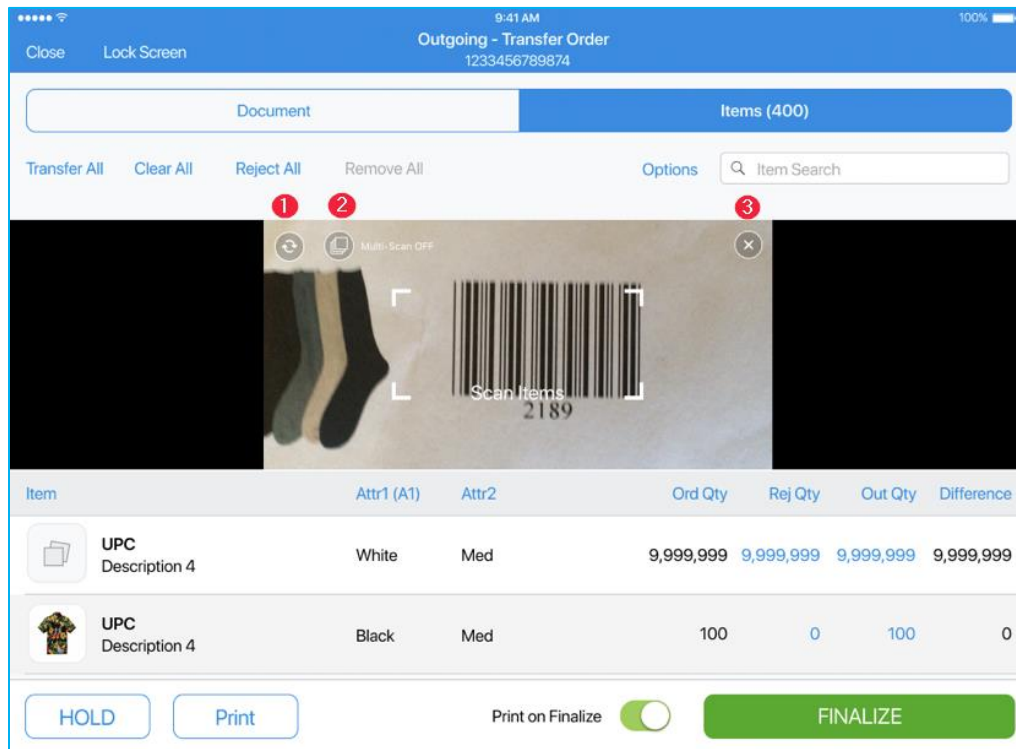 9:41 AM
100%
Close
Lock Screen
Outgoing - Transfer Order
1233456789874
Document
Items (400)
Transfer All
Clear All
Reject All
Remove All
Options
Item Search
1
2
3
Multi-Scan OFF
Scan Items
2189
Item
Attr1 (A1)
Attr2
Ord Qty
Rej Qty
Out Qty
Difference
UPC
Description 4
White
Med
9,999,999
9,999,999
9,999,999
9,999,999
UPC
Description 4
Black
Med
100
0
100
0
HOLD
Print
Print on Finalize
FINALIZE